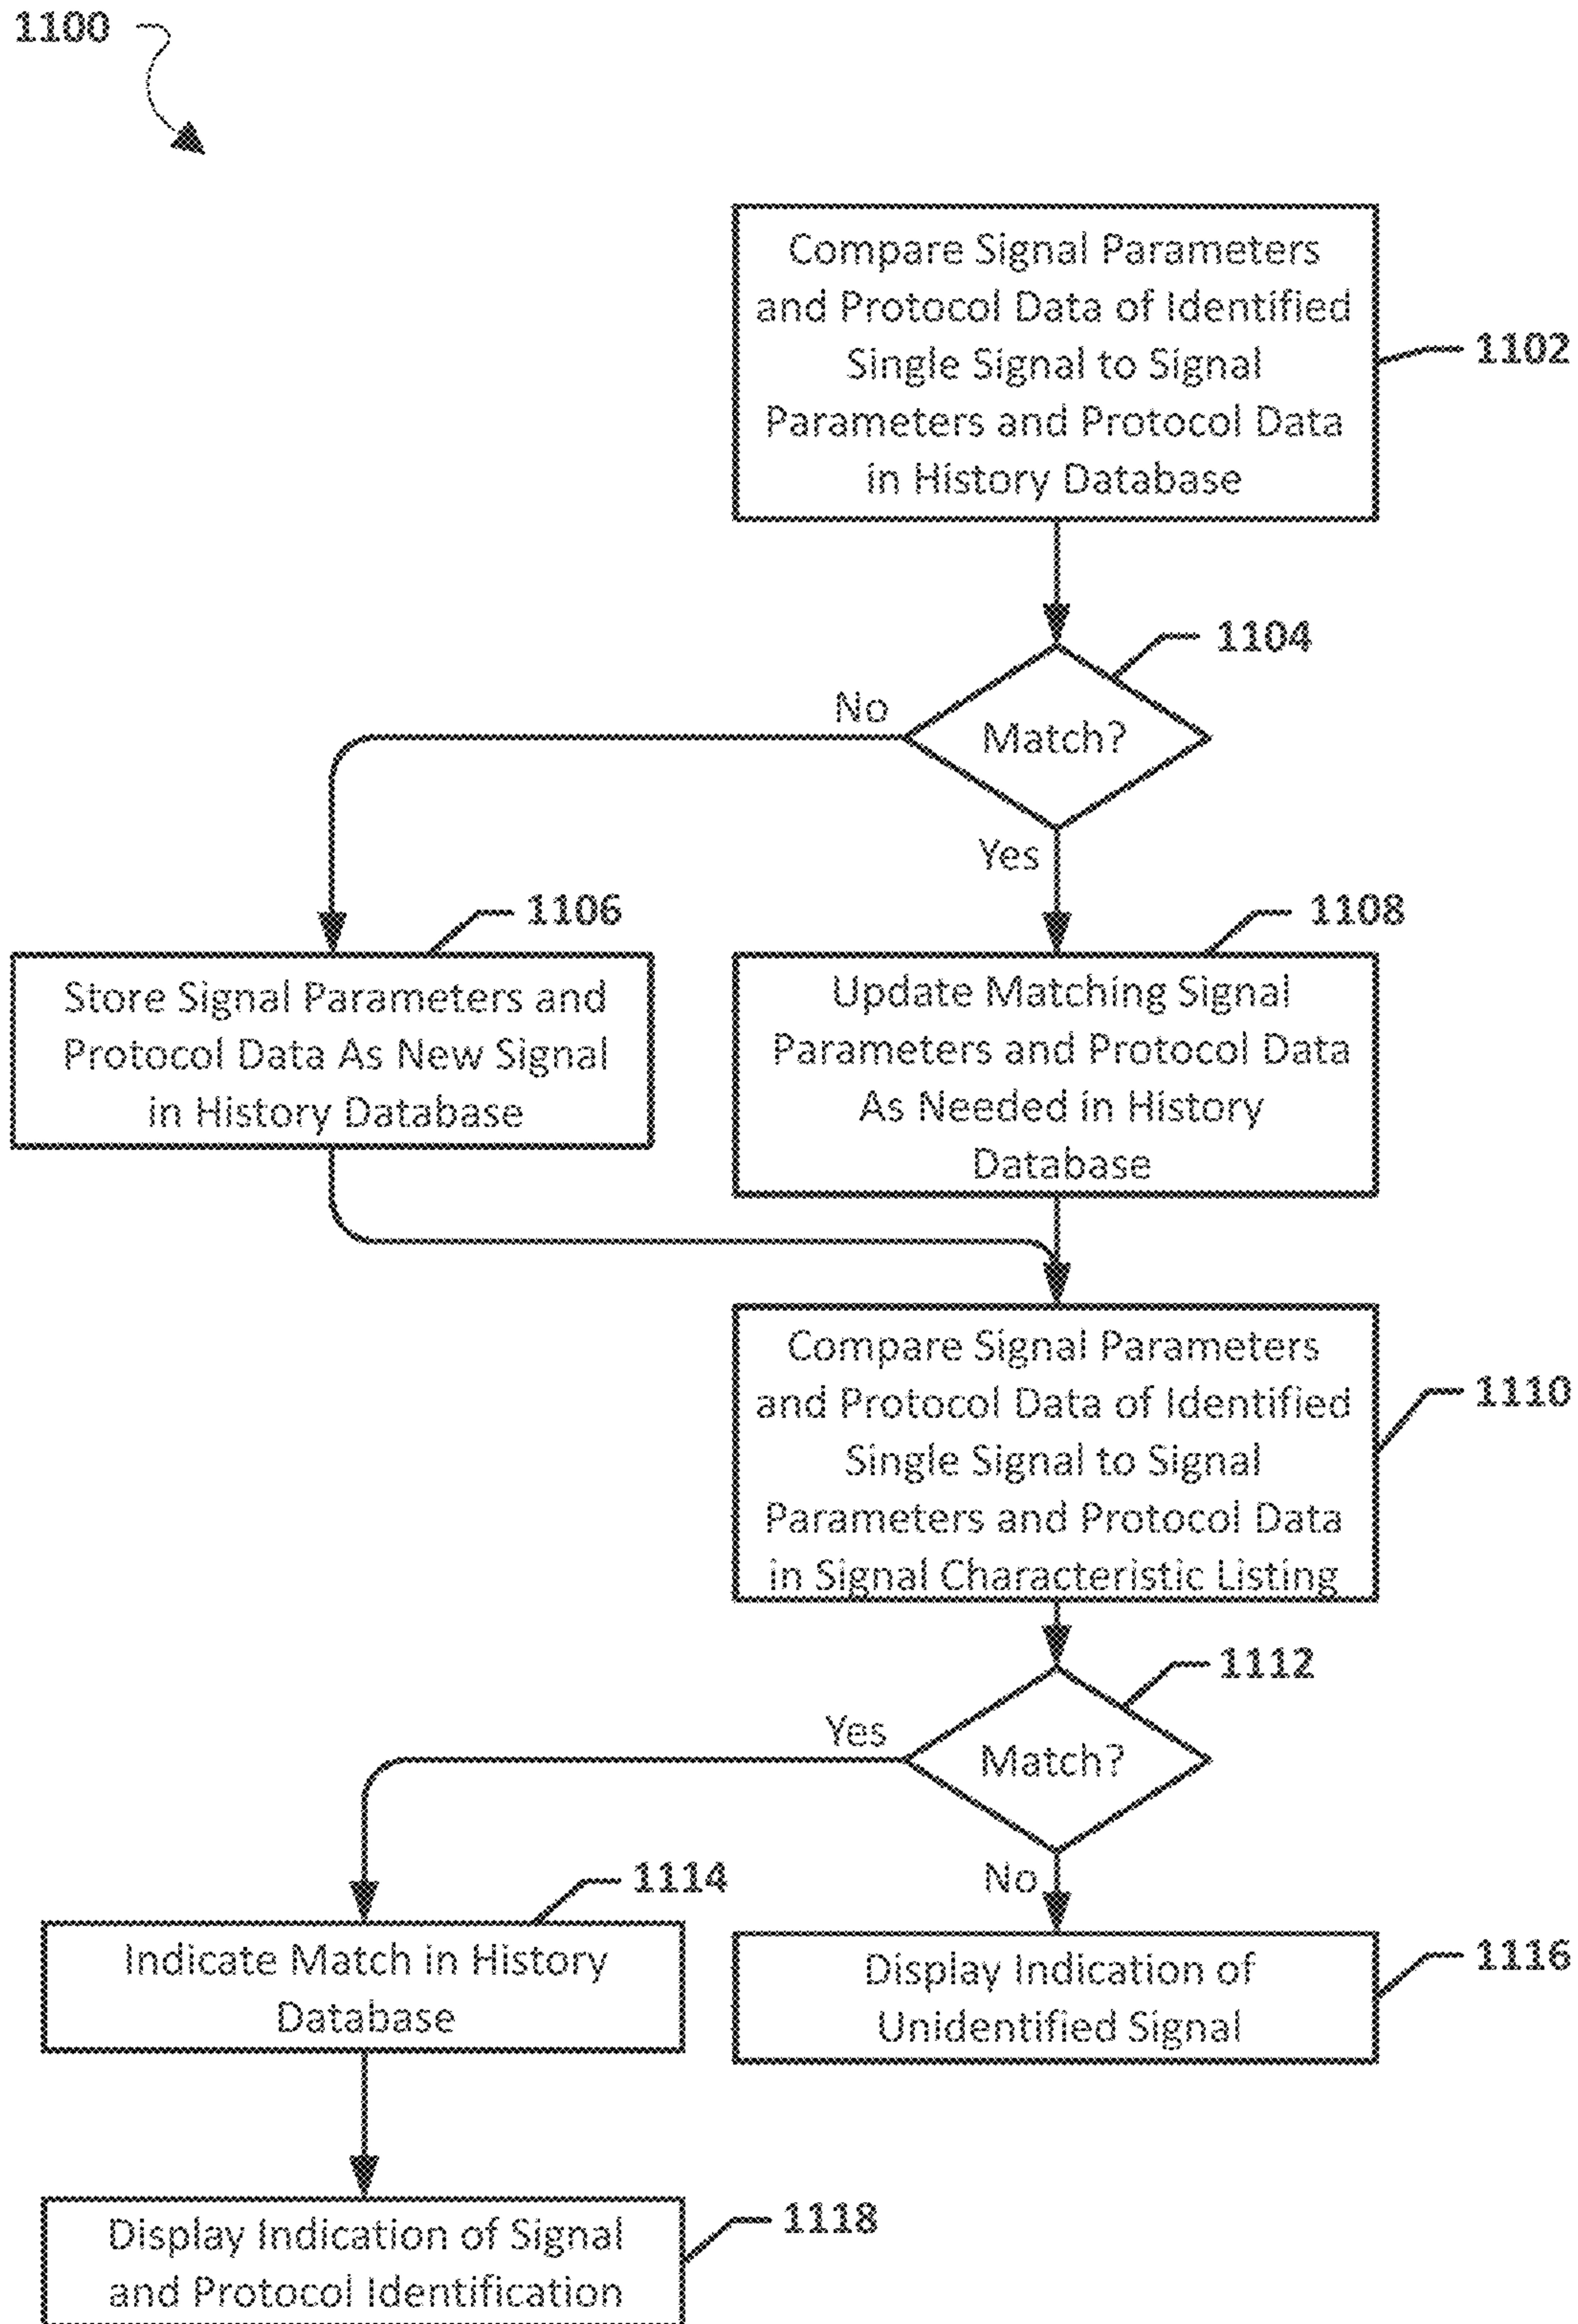 1100
Compare Signal Parameters
and Protocol Data of Identified
Single Signal to Signal
Parameters and Protocol Data
in History Database
1102
1104
No
Match?
Yes
1106
1108
Store Signal Parameters and
Protocol Data As New Signal
in History Database
Update Matching Signal
Parameters and Protocol Data
As Needed in History
Database
Compare Signal Parameters
and Protocol Data of Identified
Single Signal to Signal
Parameters and Protocol Data
in Signal Characteristic Listing
1110
1112
Yes
Match?
No
1114
Indicate Match in History
Database
Display Indication of
Unidentified Signal
1116
Display Indication of Signal
and Protocol Identification
1118